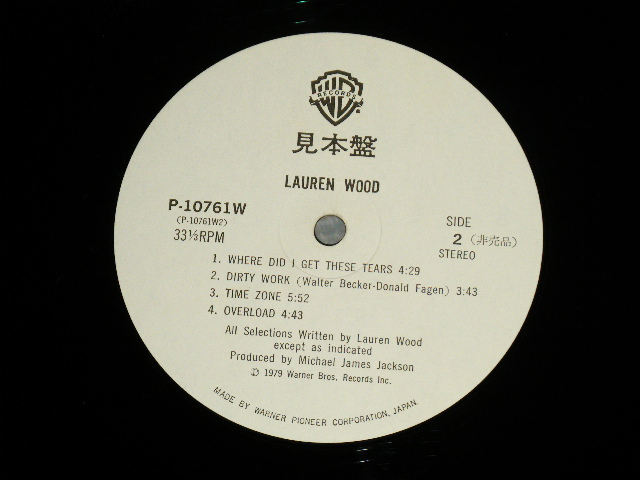 WB
RECORDS
見本盤
LAUREN WOOD
P-10761W
(P-10761W2)
33⅓RPM
SIDE
2 (非売品)
STEREO
1. WHERE DID I GET THESE TEARS 4:29
2. DIRTY WORK (Walter Becker-Donald Fagen) 3:43
3. TIME ZONE 5:52
4. OVERLOAD 4:43
All Selections Written by Lauren Wood
except as indicated
Produced by Michael James Jackson
Ⓟ 1979 Warner Bros. Records Inc.
MADE BY WARNER PIONEER CORPORATION, JAPAN.